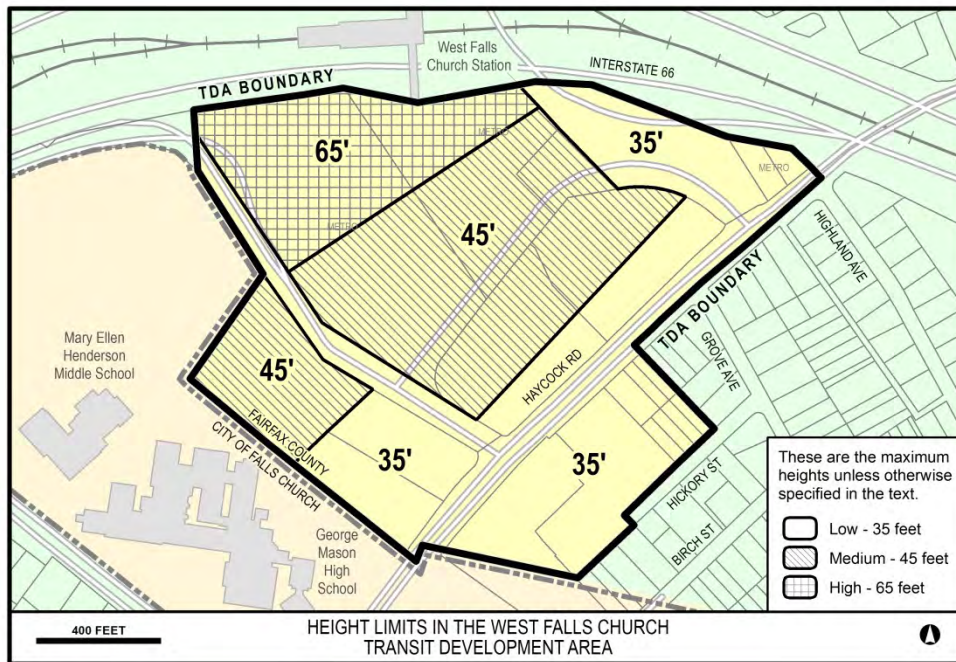 West Falls
Church Station
INTERSTATE 66
TDA BOUNDARY
65'
METRO
35'
METRO
METRO
45'
HIGHLAND AVE
TDA BOUNDARY
GROVE AVE
Mary Ellen
Henderson
Middle School
45'
HAYCOCK RD
FAIRFAX COUNTY
CITY OF FALLS CHURCH
35'
35'
HICKORY ST
BIRCH ST
George
Mason
High
School
These are the maximum
heights unless otherwise
specified in the text.
Low - 35 feet
Medium - 45 feet
High - 65 feet
400 FEET
HEIGHT LIMITS IN THE WEST FALLS CHURCH
TRANSIT DEVELOPMENT AREA